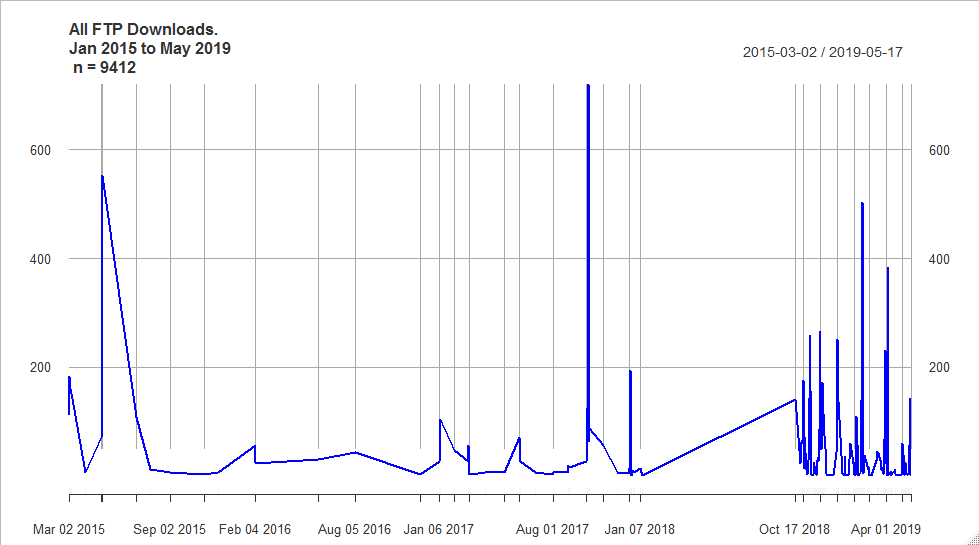 All FTP Downloads.
Jan 2015 to May 2019
n = 9412
2015-03-02 / 2019-05-17
600 600
400 400
200 200
Mar 02 2015 Sep 02 2015 Feb 04 2016 Aug 05 2016 Jan 06 2017 Aug 01 2017 Jan 07 2018 Oct 17 2018 Apr 01 2019